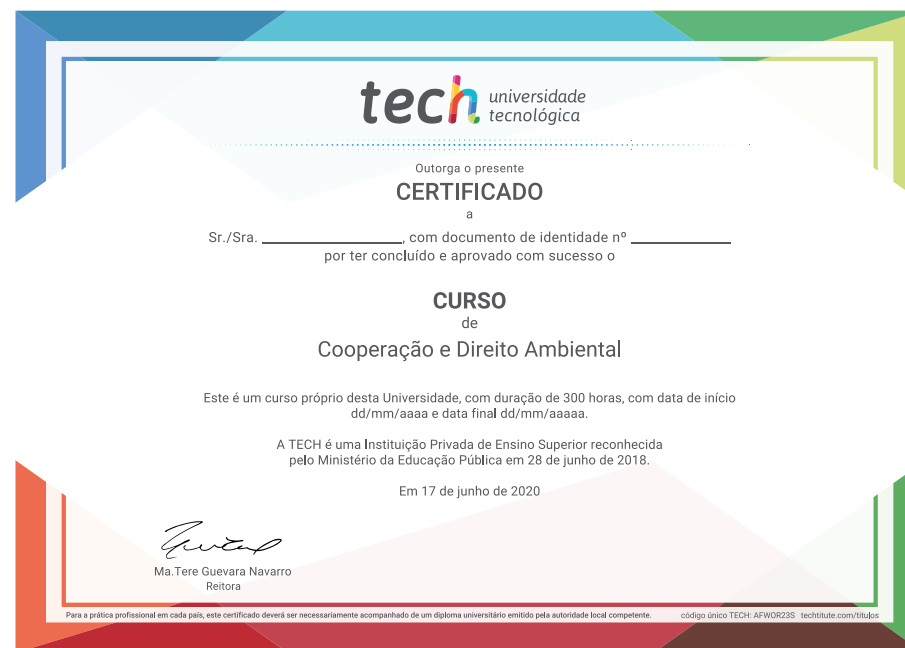 tech universidade
tecnológica
Outorga o presente
CERTIFICADO
a
Sr./Sra. ____________, com documento de identidade nº ____________
por ter concluído e aprovado com sucesso o
CURSO
de
Cooperação e Direito Ambiental
Este é um curso próprio desta Universidade, com duração de 300 horas, com data de início
dd/mm/aaaa e data final dd/mm/aaaaa.
A TECH é uma Instituição Privada de Ensino Superior reconhecida
pelo Ministério da Educação Pública em 28 de junho de 2018.
Em 17 de junho de 2020
Ma.Tere Guevara Navarro
Reitora
Para a prática profissional em cada país, este certificado deverá ser necessariamente acompanhado de um diploma universitário emitido pela autoridade local competente. código único TECH: AFWOR23S techtitute.com/titulos